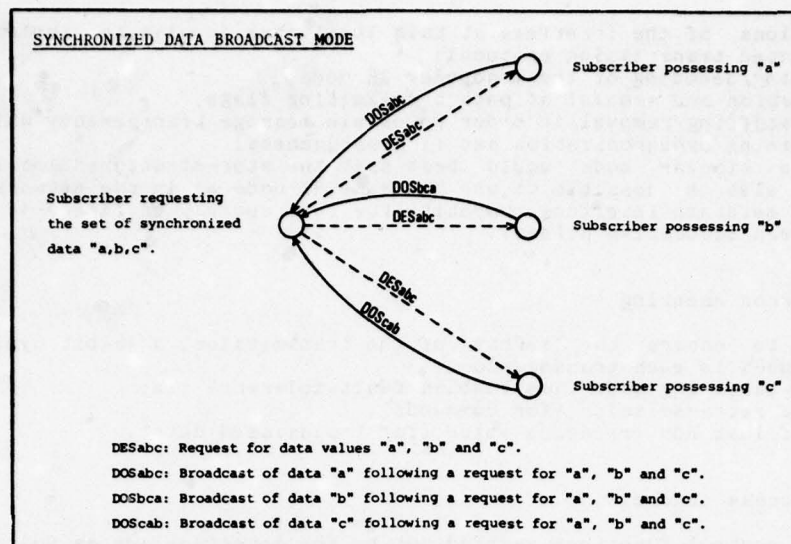 SYNCHRONIZED DATA BROADCAST MODE
Subscriber possessing "a"
DOSabc
DESabc
DOSbca
Subscriber requesting
the set of synchronized
data "a,b,c".
DESabc
Subscriber possessing "b"
DESabc
DOScab
Subscriber possessing "c"
DESabc: Request for data values "a", "b" and "c".
DOSabc: Broadcast of data "a" following a request for "a", "b" and "c".
DOSbca: Broadcast of data "b" following a request for "a", "b" and "c".
DOScab: Broadcast of data "c" following a request for "a", "b" and "c".